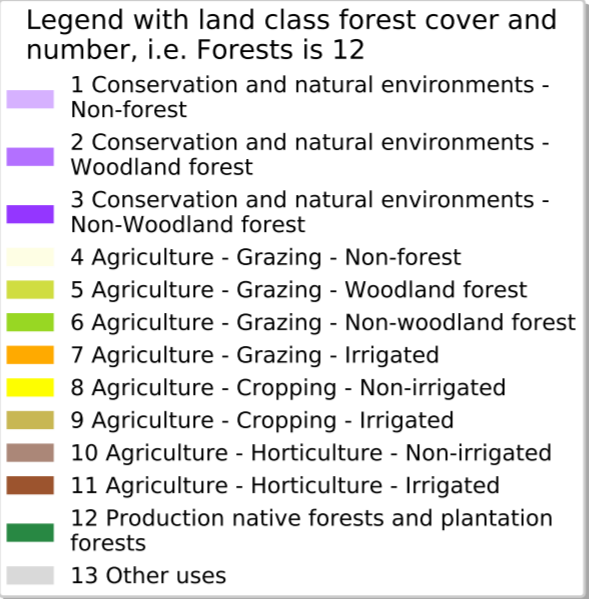 Legend with land class forest cover and
number, i.e. Forests is 12
1 Conservation and natural environments -
Non-forest
2 Conservation and natural environments -
Woodland forest
3 Conservation and natural environments -
Non-Woodland forest
4 Agriculture - Grazing - Non-forest
5 Agriculture - Grazing - Woodland forest
6 Agriculture - Grazing - Non-woodland forest
7 Agriculture - Grazing - Irrigated
8 Agriculture - Cropping - Non-irrigated
9 Agriculture - Cropping - Irrigated
10 Agriculture - Horticulture - Non-irrigated
11 Agriculture - Horticulture - Irrigated
12 Production native forests and plantation
forests
13 Other uses